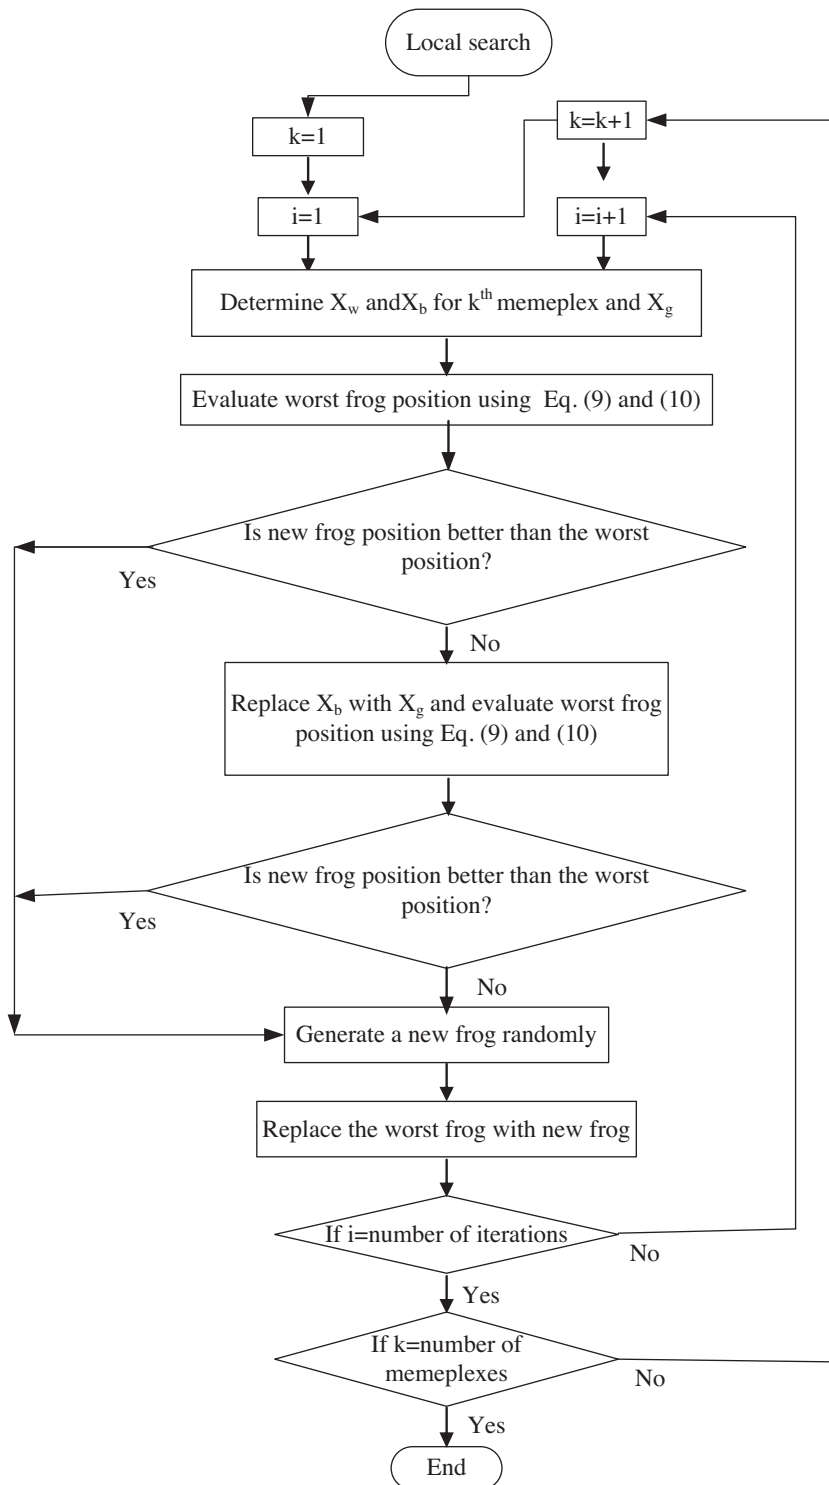 Local search
k=1
k=k+1
i=1
i=i+1
Determine X_w andX_b for k^th memeplex and X_g
Evaluate worst frog position using Eq. (9) and (10)
Is new frog position better than the worst
position?
Yes
No
Replace X_b with X_g and evaluate worst frog
position using Eq. (9) and (10)
Is new frog position better than the worst
position?
Yes
No
Generate a new frog randomly
Replace the worst frog with new frog
If i=number of iterations
No
Yes
If k=number of
memeplexes
No
Yes
End